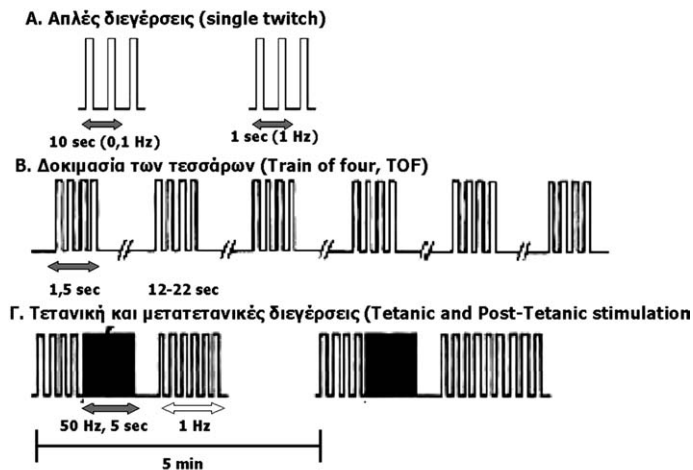 Α. Απλές διεγέρσεις (single twitch)
10 sec (0,1 Hz)
1 sec (1 Hz)
Β. Δοκιμασία των τεσσάρων (Train of four, TOF)
1,5 sec
12-22 sec
Γ. Τετανική και μετατετανικές διεγέρσεις (Tetanic and Post-Tetanic stimulation
50 Hz, 5 sec
1 Hz
5 min